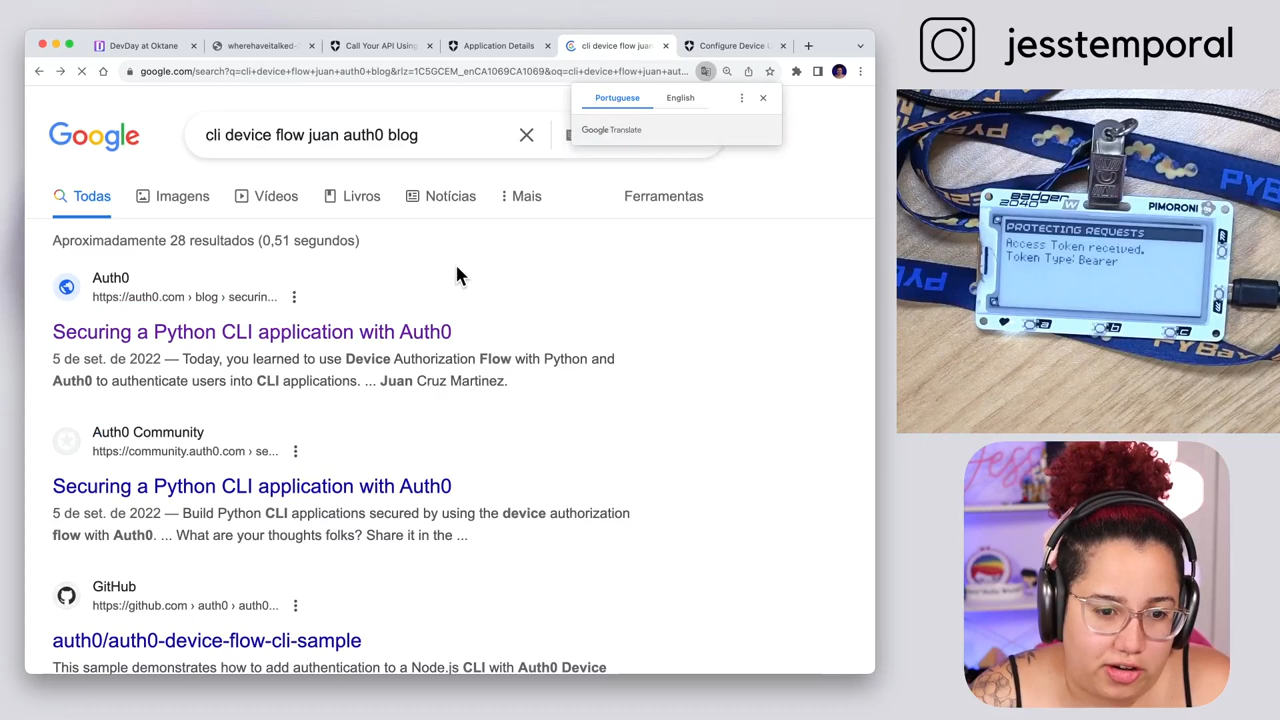 DevDay at Oktane
wherehaveitalked-
Call Your API Using
Application Details
cli device flow juan
Configure Device
google.com/search?q=cli+device+flow+juan+auth0+blog&rlz=1C5GCEM_enCA1069CA1069&oq=cli+device+flow+juan+aut...
Portuguese
English
Google Translate
Google
cli device flow juan auth0 blog
Todas
Imagens
Vídeos
Livros
Notícias
Mais
Ferramentas
Aproximadamente 28 resultados (0,51 segundos)
Auth0
https://auth0.com › blog › securin...
Securing a Python CLI application with Auth0
5 de set. de 2022 — Today, you learned to use Device Authorization Flow with Python and
Auth0 to authenticate users into CLI applications. ... Juan Cruz Martinez.
Auth0 Community
https://community.auth0.com › se...
Securing a Python CLI application with Auth0
5 de set. de 2022 — Build Python CLI applications secured by using the device authorization
flow with Auth0. ... What are your thoughts folks? Share it in the ...
GitHub
https://github.com › auth0 › auth0...
auth0/auth0-device-flow-cli-sample
This sample demonstrates how to add authentication to a Node.js CLI with Auth0 Device
jesstemporal
Badger
2040 W
PIMORONI
PROTECTING REQUESTS
Access Token received.
Token Type: Bearer
a
b
c